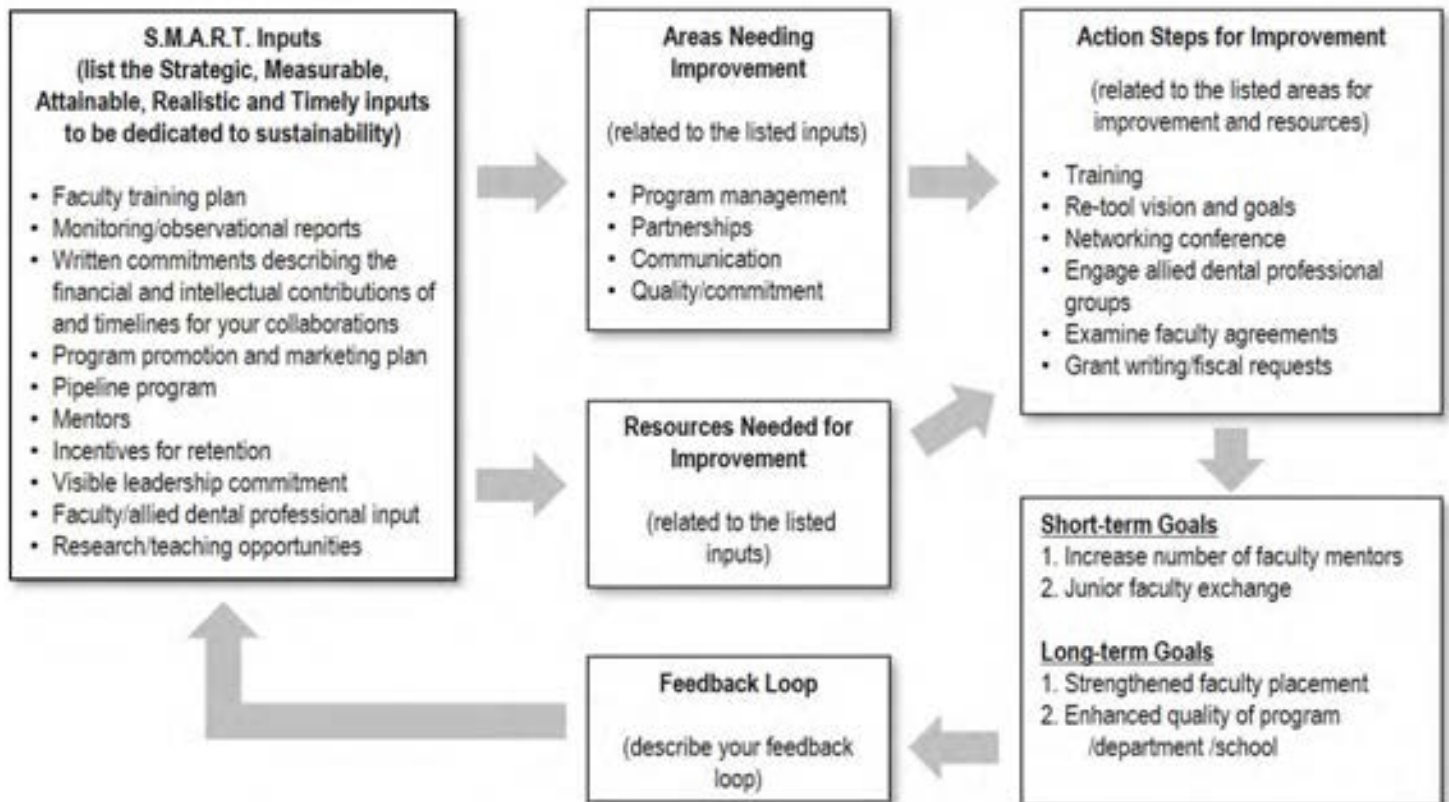 S.M.A.R.T. Inputs
(list the Strategic, Measurable,
Attainable, Realistic and Timely inputs
to be dedicated to sustainability)
• Faculty training plan
• Monitoring/observational reports
• Written commitments describing the
financial and intellectual contributions of
and timelines for your collaborations
• Program promotion and marketing plan
• Pipeline program
• Mentors
• Incentives for retention
• Visible leadership commitment
• Faculty/allied dental professional input
• Research/teaching opportunities
Areas Needing
Improvement
(related to the listed inputs)
• Program management
• Partnerships
• Communication
• Quality/commitment
Resources Needed for
Improvement
(related to the listed
inputs)
Action Steps for Improvement
(related to the listed areas for
improvement and resources)
• Training
• Re-tool vision and goals
• Networking conference
• Engage allied dental professional
groups
• Examine faculty agreements
• Grant writing/fiscal requests
Short-term Goals
1. Increase number of faculty mentors
2. Junior faculty exchange
Long-term Goals
1. Strengthened faculty placement
2. Enhanced quality of program
/department /school
Feedback Loop
(describe your feedback
loop)